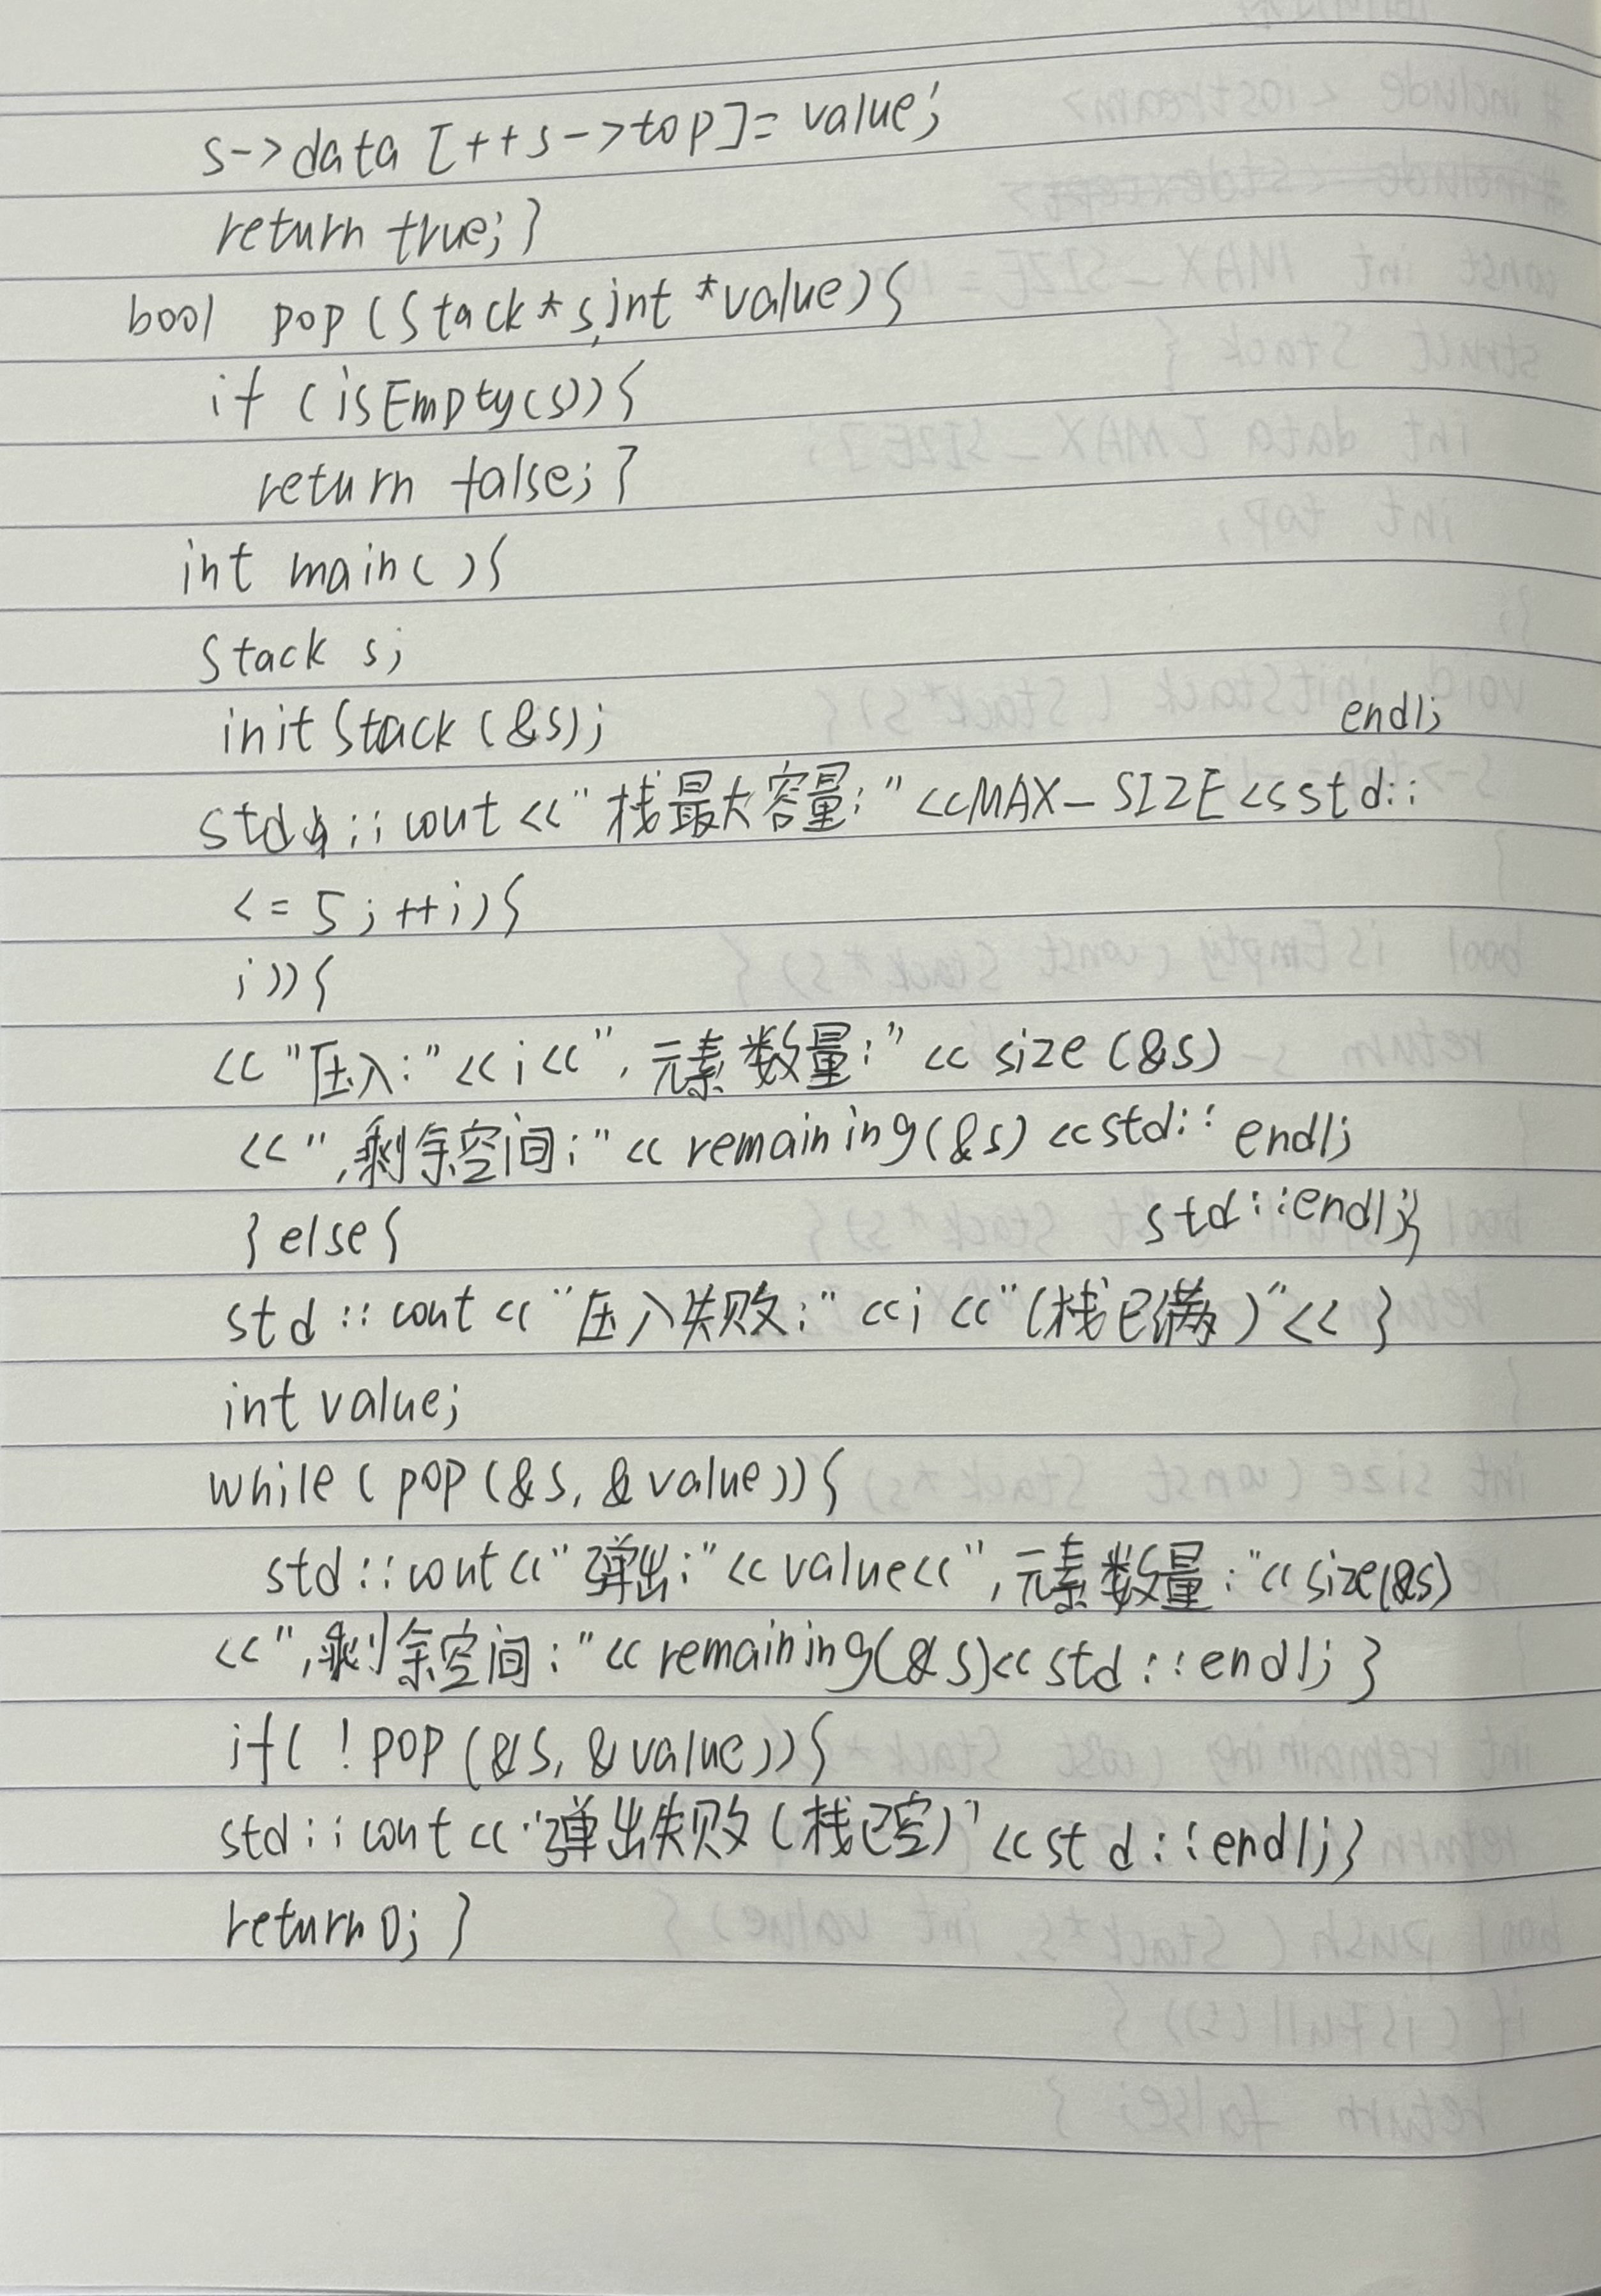 s->data [++s->top]= value;
return true; }
bool pop (Stack* s,int *value){
if (isEmpty(s)){
return false; }
int main( ){
Stack s;
initStack (&s);
endl;
std::cout <<"栈最大容量:"<<MAX_SIZE<<std::
<= 5 ; ++i){
i)){
<<"压入:"<<i<<",元素数量:"<< size (&s)
<<",剩余空间:"<< remaining(&s) <<std:: endl;
} else{
std::endl;}
std::cout <<"压入失败:"<<i<<"(栈已满)"<< }
int value;
while ( pop (&s, & value)){
std::cout<<"弹出:"<<value<<",元素数量:"<<size(&s)
<<",剩余空间:"<<remaining(&s)<<std::endl; }
if( ! pop (&s, &value)){
std::cout <<"弹出失败(栈已空)"<<std::endl;}
return 0; }